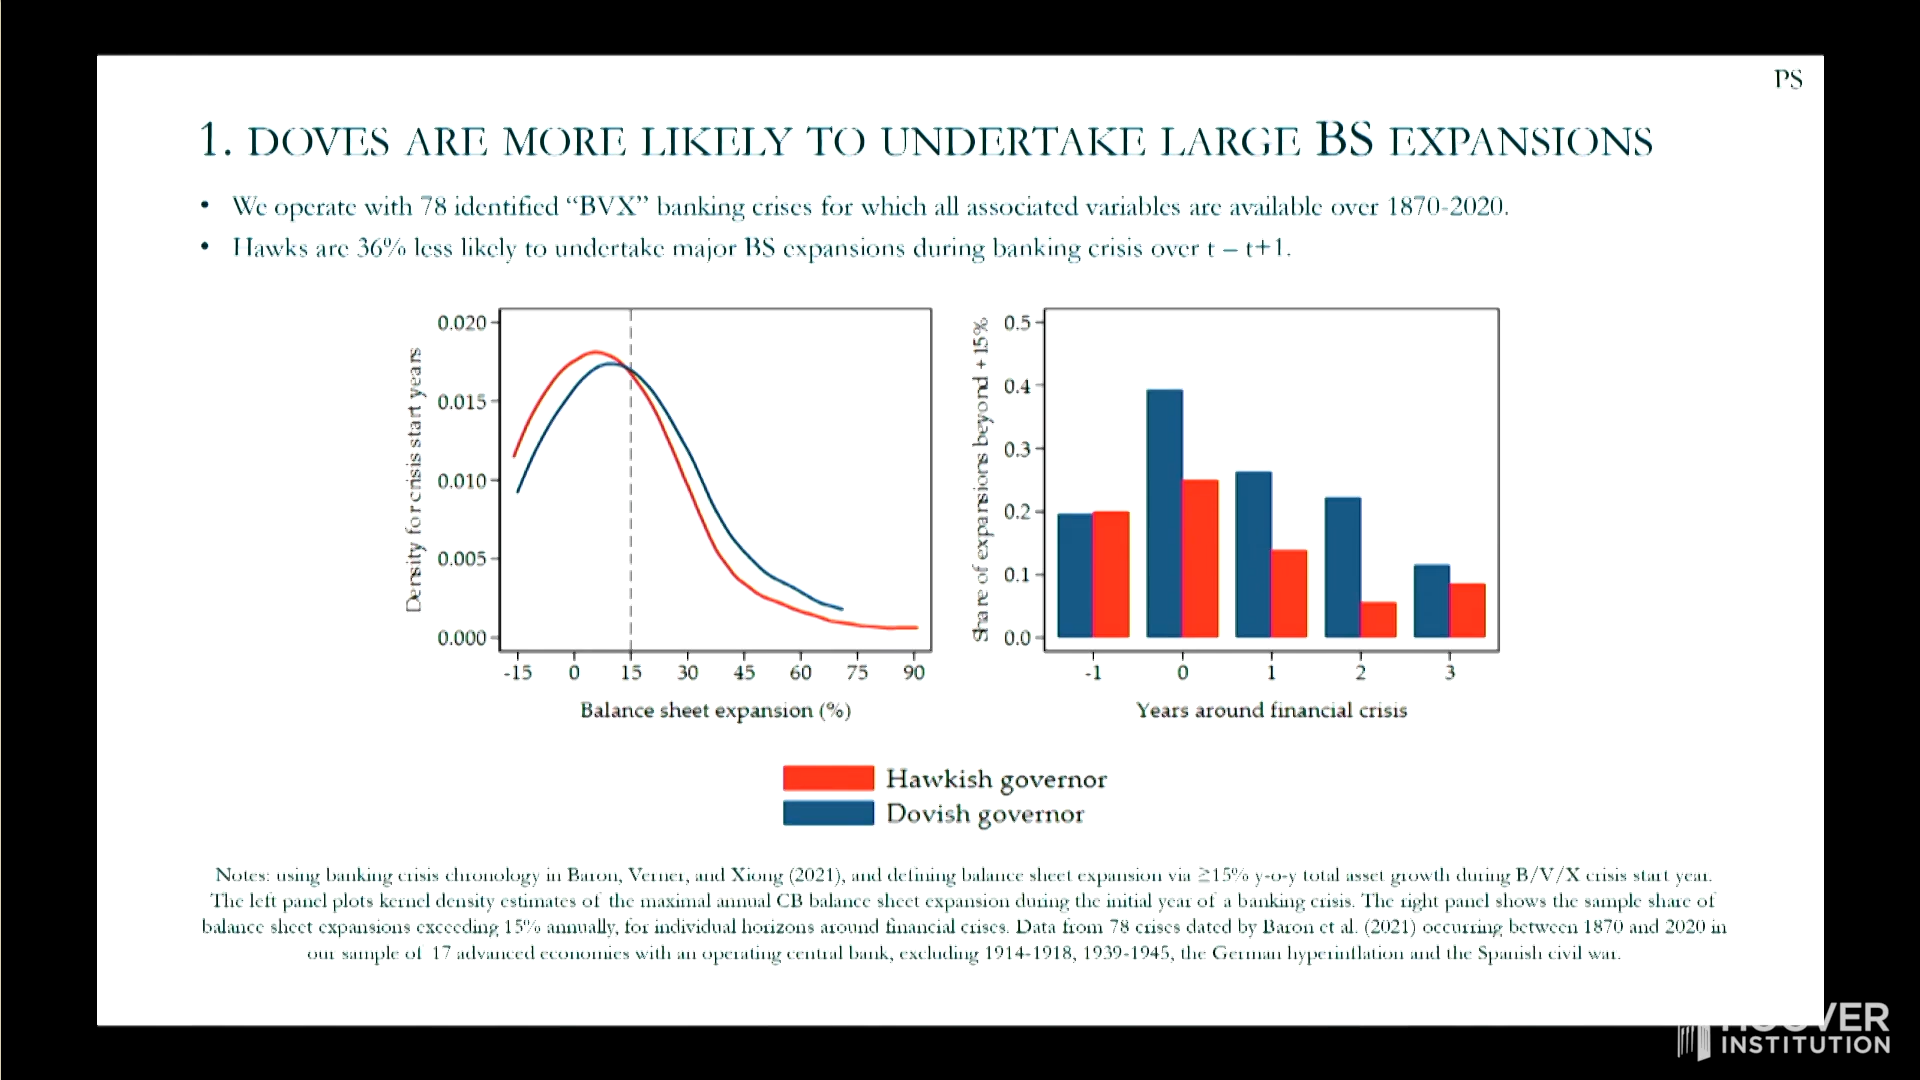 PS
1. DOVES ARE MORE LIKELY TO UNDERTAKE LARGE BS EXPANSIONS
• We operate with 78 identified “BVX” banking crises for which all associated variables are available over 1870-2020.
• Hawks are 36% less likely to undertake major BS expansions during banking crisis over t – t+1.
Density for crisis start years
0.020
0.015
0.010
0.005
0.000
-15 0 15 30 45 60 75 90
Balance sheet expansion (%)
Share of expansions beyond +15%
0.5
0.4
0.3
0.2
0.1
0.0
-1 0 1 2 3
Years around financial crisis
Hawkish governor
Dovish governor
Notes: using banking crisis chronology in Baron, Verner, and Xiong (2021), and defining balance sheet expansion via ≥15% y-o-y total asset growth during B/V/X crisis start year.
The left panel plots kernel density estimates of the maximal annual CB balance sheet expansion during the initial year of a banking crisis. The right panel shows the sample share of
balance sheet expansions exceeding 15% annually, for individual horizons around financial crises. Data from 78 crises dated by Baron et al. (2021) occurring between 1870 and 2020 in
our sample of 17 advanced economies with an operating central bank, excluding 1914-1918, 1939-1945, the German hyperinflation and the Spanish civil war.
HOOVER
INSTITUTION